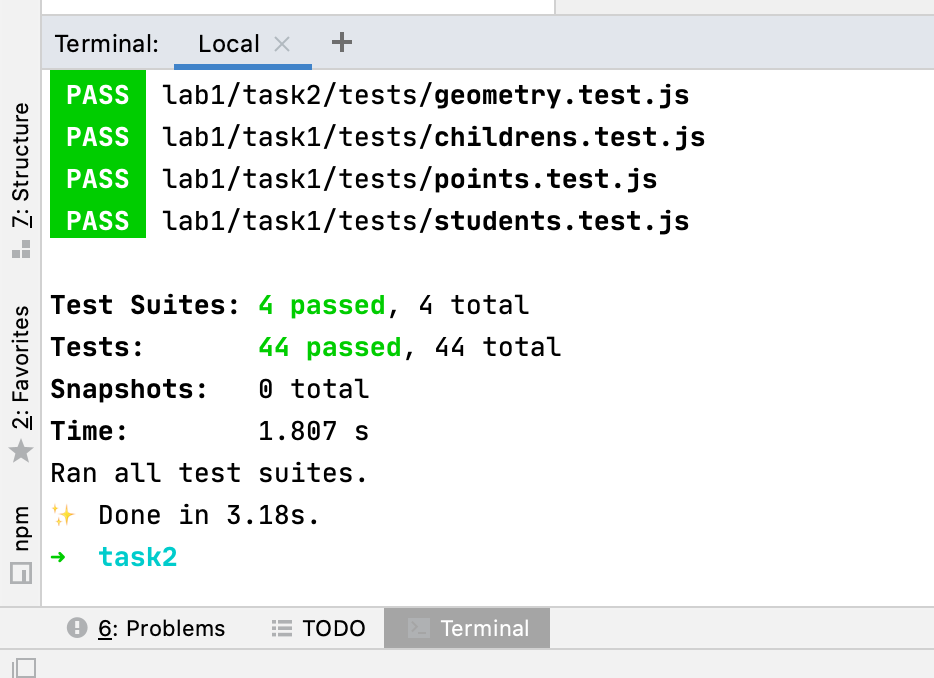 Terminal: Local × +
PASS lab1/task2/tests/geometry.test.js
PASS lab1/task1/tests/childrens.test.js
PASS lab1/task1/tests/points.test.js
PASS lab1/task1/tests/students.test.js
Test Suites: 4 passed, 4 total
Tests: 44 passed, 44 total
Snapshots: 0 total
Time: 1.807 s
Ran all test suites.
✨ Done in 3.18s.
➜ task2
Z: Structure
2: Favorites
npm
6: Problems TODO Terminal